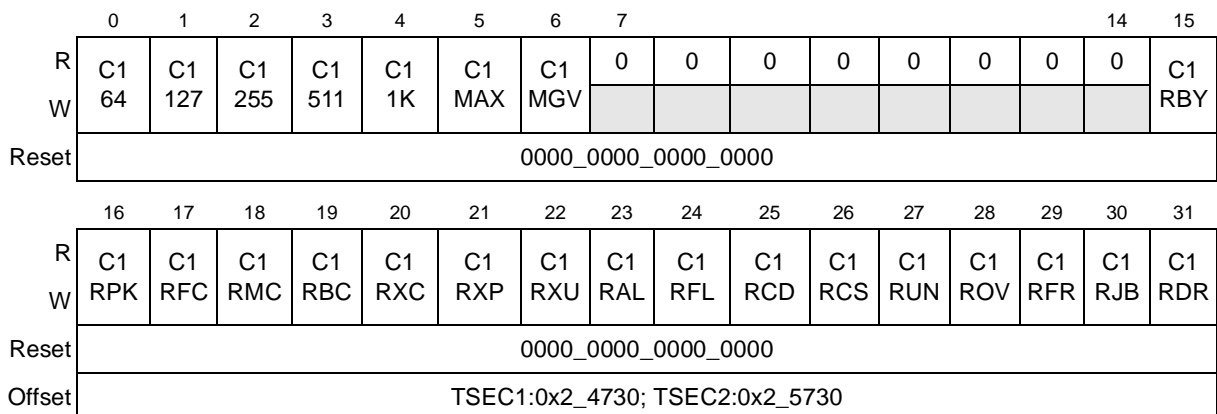 0 1 2 3 4 5 6 7 14 15
R C1 C1 C1 C1 C1 C1 C1 0 0 0 0 0 0 0 0 C1
W 64 127 255 511 1K MAX MGV RBY
Reset 0000_0000_0000_0000
16 17 18 19 20 21 22 23 24 25 26 27 28 29 30 31
R C1 C1 C1 C1 C1 C1 C1 C1 C1 C1 C1 C1 C1 C1 C1 C1
W RPK RFC RMC RBC RXC RXP RXU RAL RFL RCD RCS RUN ROV RFR RJB RDR
Reset 0000_0000_0000_0000
Offset TSEC1:0x2_4730; TSEC2:0x2_5730